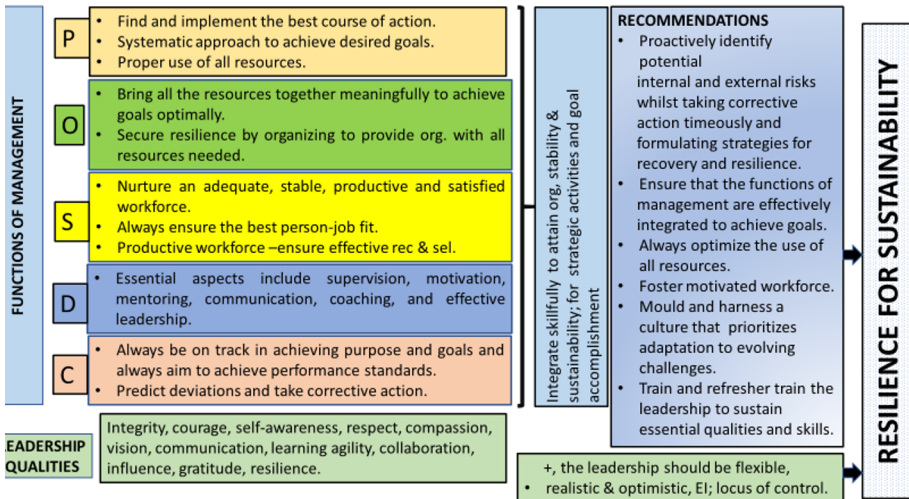 FUNCTIONS OF MANAGEMENT
P
• Find and implement the best course of action.
• Systematic approach to achieve desired goals.
• Proper use of all resources.
O
• Bring all the resources together meaningfully to achieve
goals optimally.
• Secure resilience by organizing to provide org. with all
resources needed.
S
• Nurture an adequate, stable, productive and satisfied
workforce.
• Always ensure the best person-job fit.
• Productive workforce –ensure effective rec & sel.
D
• Essential aspects include supervision, motivation,
mentoring, communication, coaching, and effective
leadership.
C
• Always be on track in achieving purpose and goals and
always aim to achieve performance standards.
• Predict deviations and take corrective action.
Integrate skillfully to attain org, stability &
sustainability; for strategic activities and goal
accomplishment
RECOMMENDATIONS
• Proactively identify
potential
internal and external risks
whilst taking corrective
action timeously and
formulating strategies for
recovery and resilience.
• Ensure that the functions of
management are effectively
integrated to achieve goals.
• Always optimize the use of
all resources.
• Foster motivated workforce.
• Mould and harness a
culture that prioritizes
adaptation to evolving
challenges.
• Train and refresher train the
leadership to sustain
essential qualities and skills.
RESILIENCE FOR SUSTAINABILITY
LEADERSHIP
QUALITIES
Integrity, courage, self-awareness, respect, compassion,
vision, communication, learning agility, collaboration,
influence, gratitude, resilience.
+, the leadership should be flexible,
• realistic & optimistic, EI; locus of control.